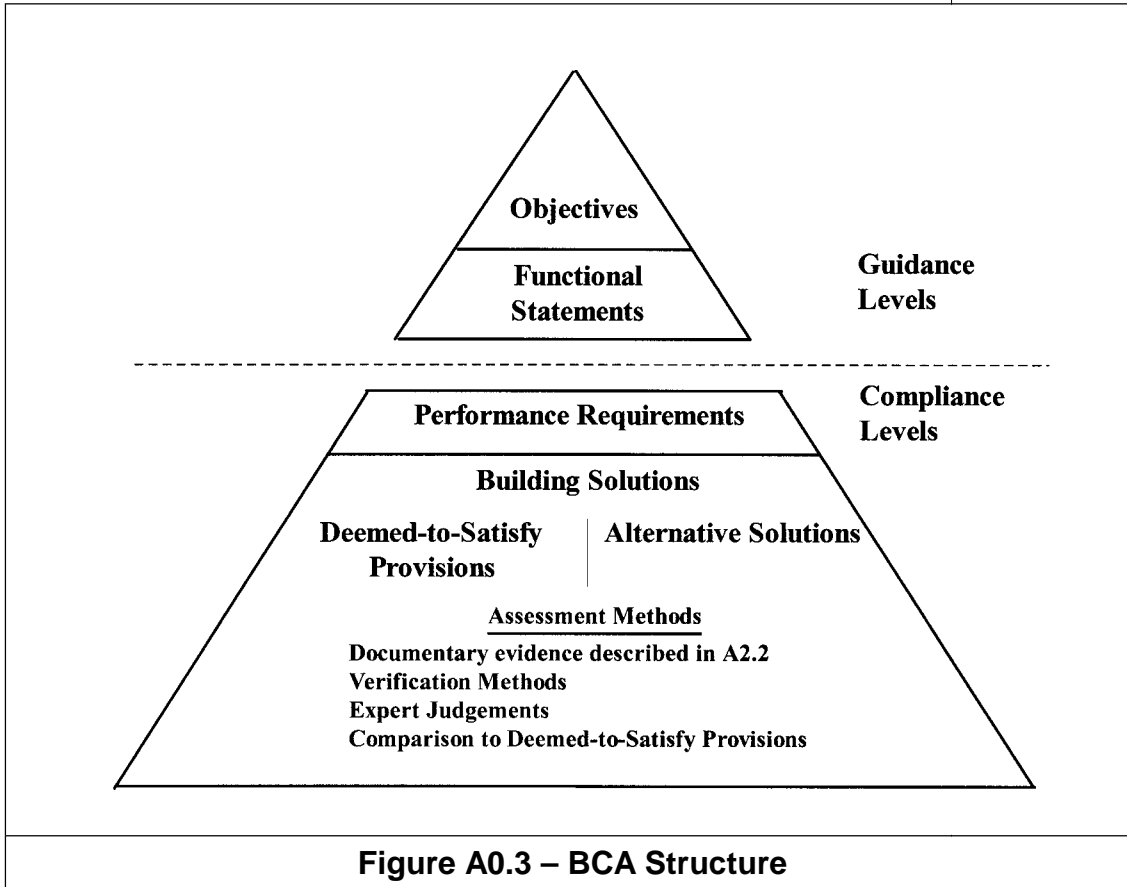 Objectives
Functional
Statements
Guidance
Levels
Compliance
Levels
Performance Requirements
Building Solutions
Deemed-to-Satisfy
Provisions
Alternative Solutions
Assessment Methods
Documentary evidence described in A2.2
Verification Methods
Expert Judgements
Comparison to Deemed-to-Satisfy Provisions
Figure A0.3 – BCA Structure